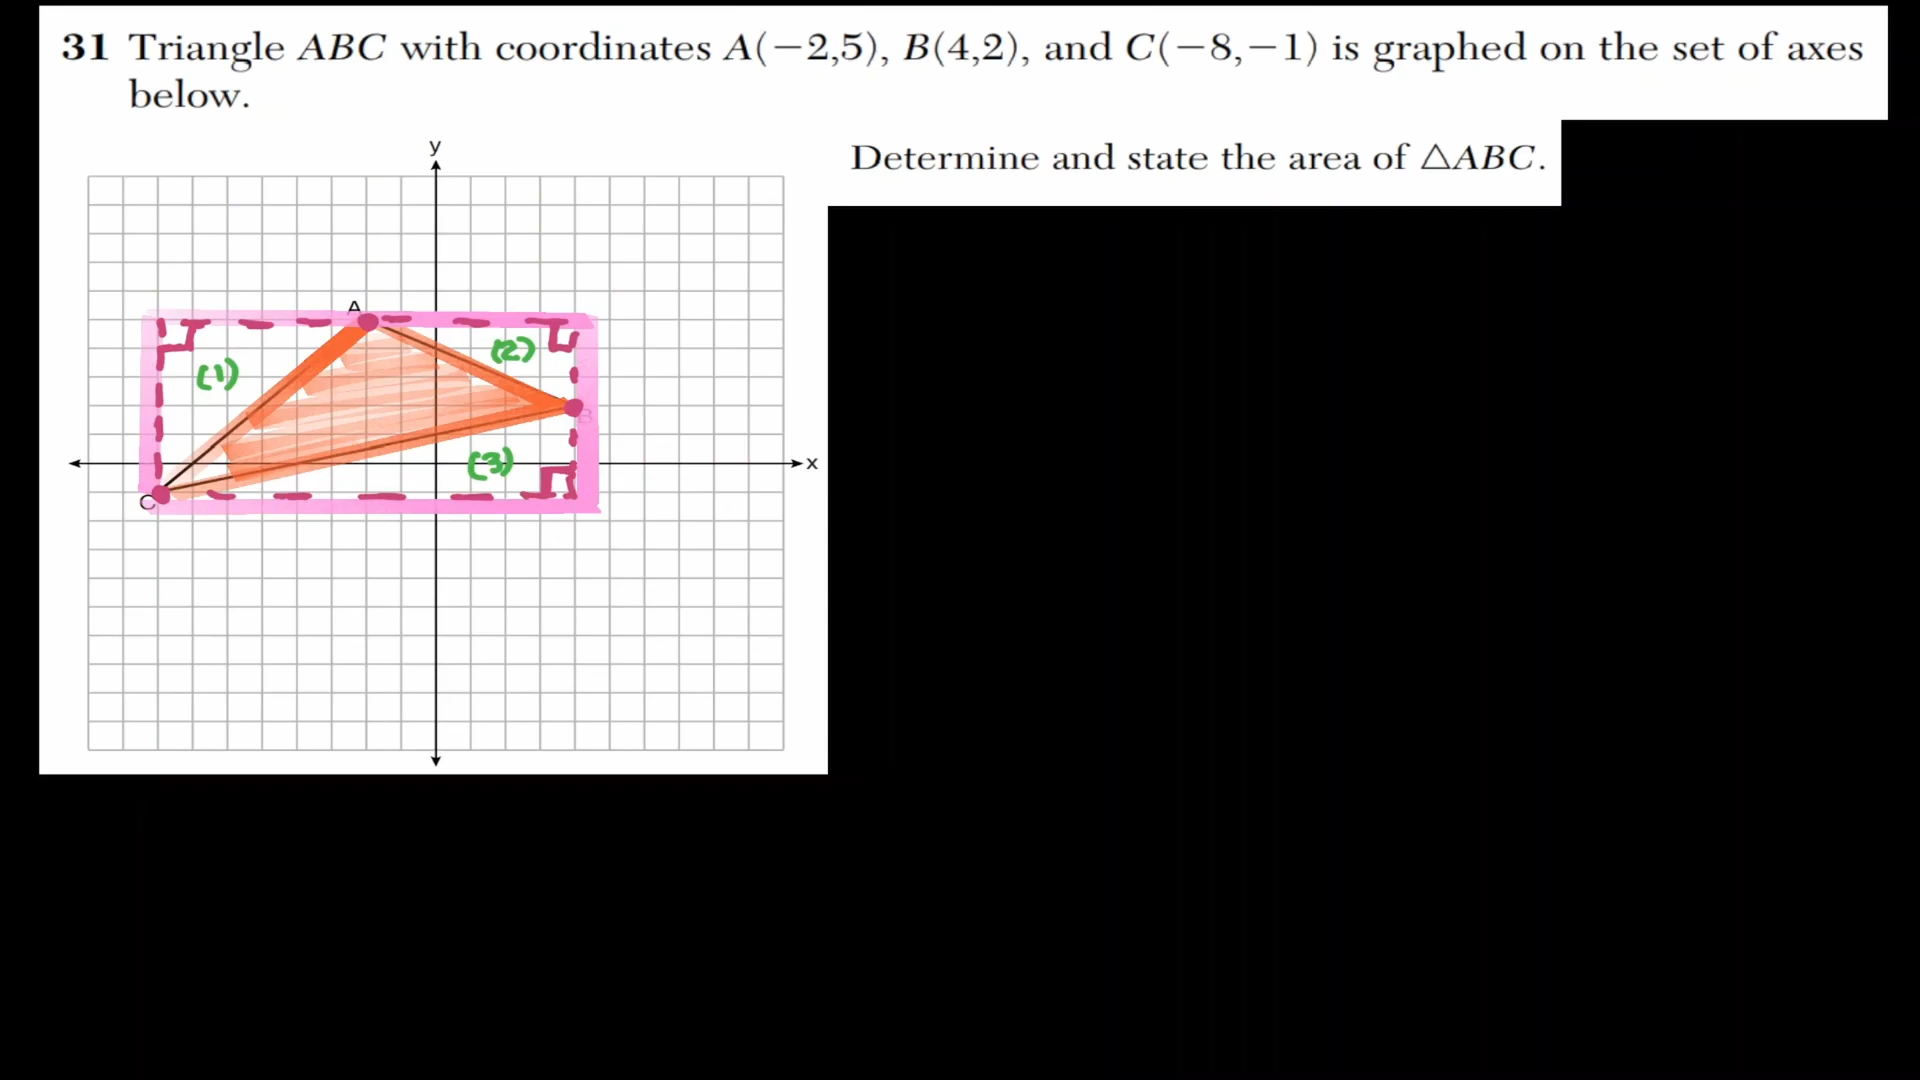 31 Triangle ABC with coordinates A(−2,5), B(4,2), and C(−8,−1) is graphed on the set of axes
below.
Determine and state the area of △ABC.
y
A
(1)
(2)
B
x
(3)
C